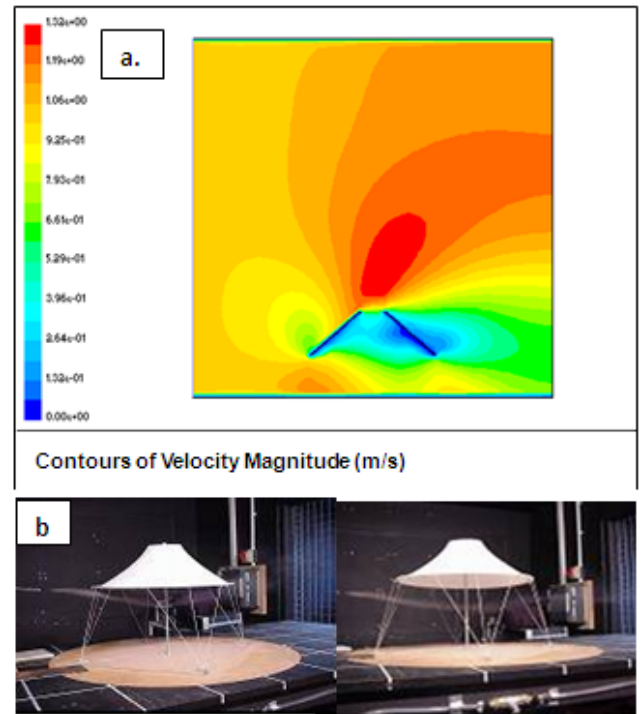 1.32e+00
a.
1.19e+00
1.06e+00
9.25e-01
7.93e-01
6.61e-01
5.29e-01
3.96e-01
2.64e-01
1.32e-01
0.00e+00
Contours of Velocity Magnitude (m/s)
b